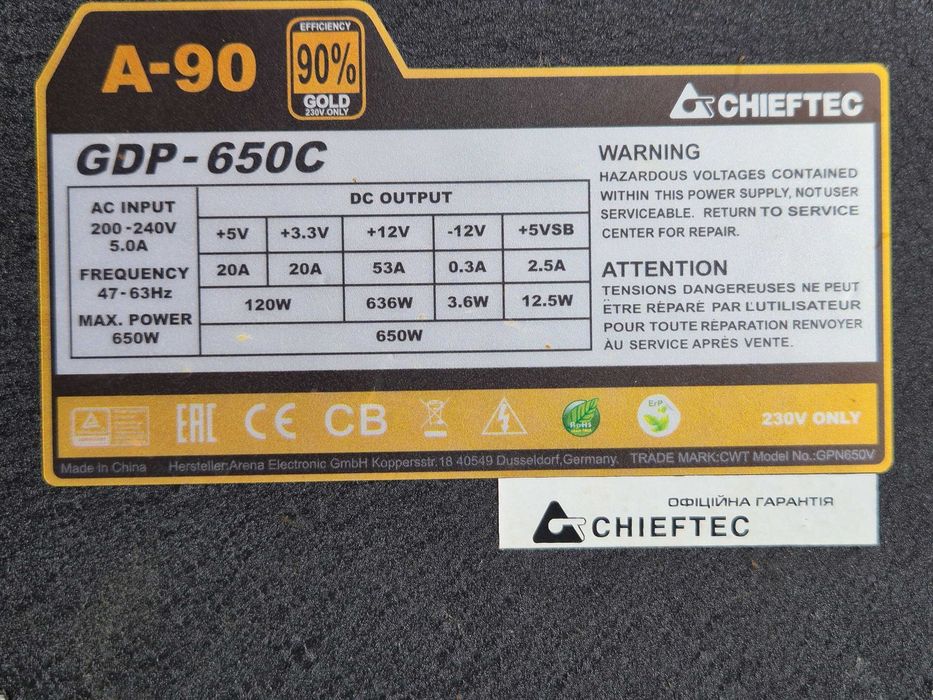 A-90
EFFICIENCY
90%
GOLD
230V ONLY
CHIEFTEC
GDP-650C
AC INPUT
200-240V
5.0A
FREQUENCY
47-63Hz
MAX. POWER
650W
DC OUTPUT
+5V +3.3V +12V -12V +5VSB
20A 20A 53A 0.3A 2.5A
120W 636W 3.6W 12.5W
650W
WARNING
HAZARDOUS VOLTAGES CONTAINED
WITHIN THIS POWER SUPPLY, NOT USER
SERVICEABLE. RETURN TO SERVICE
CENTER FOR REPAIR.
ATTENTION
TENSIONS DANGEREUSES NE PEUT
ËTRE RÉPARÉ PAR L'UTILISATEUR
POUR TOUTE RÉPARATION RENVOYER
ÀU SERVICE APRÉS VENTE.
EAC CE CB
RoHS
ErP
230V ONLY
Made In China Hersteller:Arena Electronic GmbH Koppersstr.18 40549 Dusseldorf,Germany. TRADE MARK:CWT Model No.:GPN650V
ОФІЦІЙНА ГАРАНТІЯ
CHIEFTEC